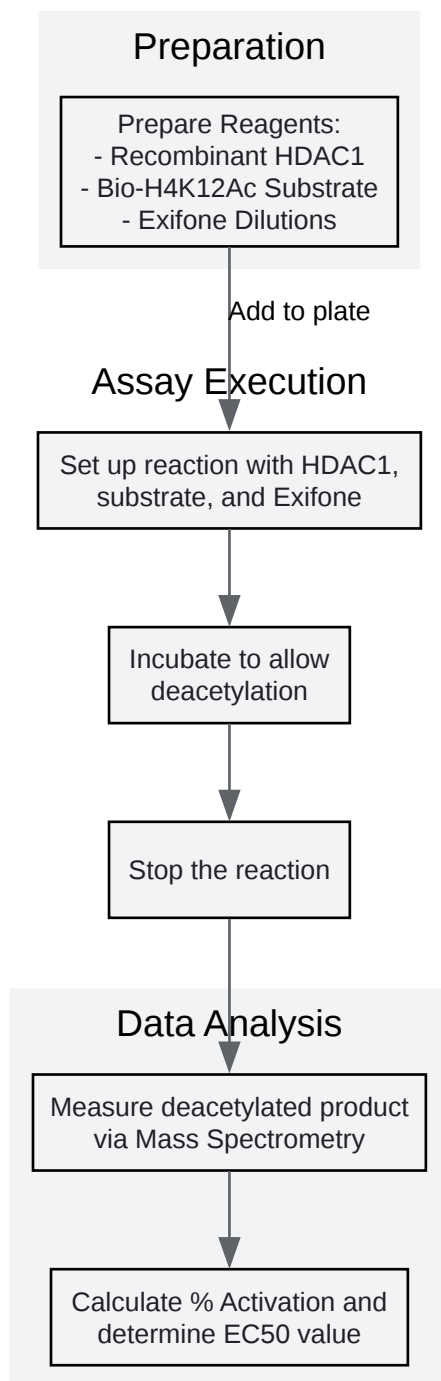 Preparation
Prepare Reagents:
- Recombinant HDAC1
- Bio-H4K12Ac Substrate
- Exifone Dilutions
Add to plate
Assay Execution
Set up reaction with HDAC1,
substrate, and Exifone
Incubate to allow
deacetylation
Stop the reaction
Data Analysis
Measure deacetylated product
via Mass Spectrometry
Calculate % Activation and
determine EC50 value